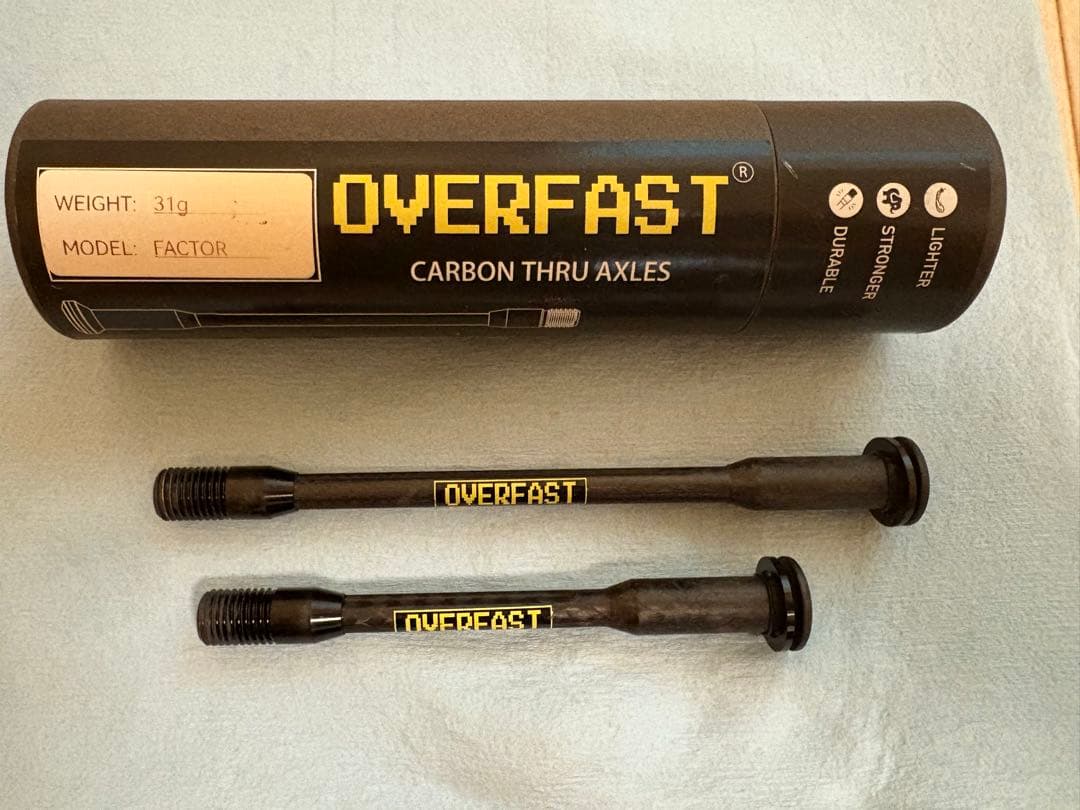 WEIGHT: 31g
MODEL: FACTOR
OVERFAST®
CARBON THRU AXLES
LIGHTER
STRONGER
DURABLE
OVERFAST
OVERFAST